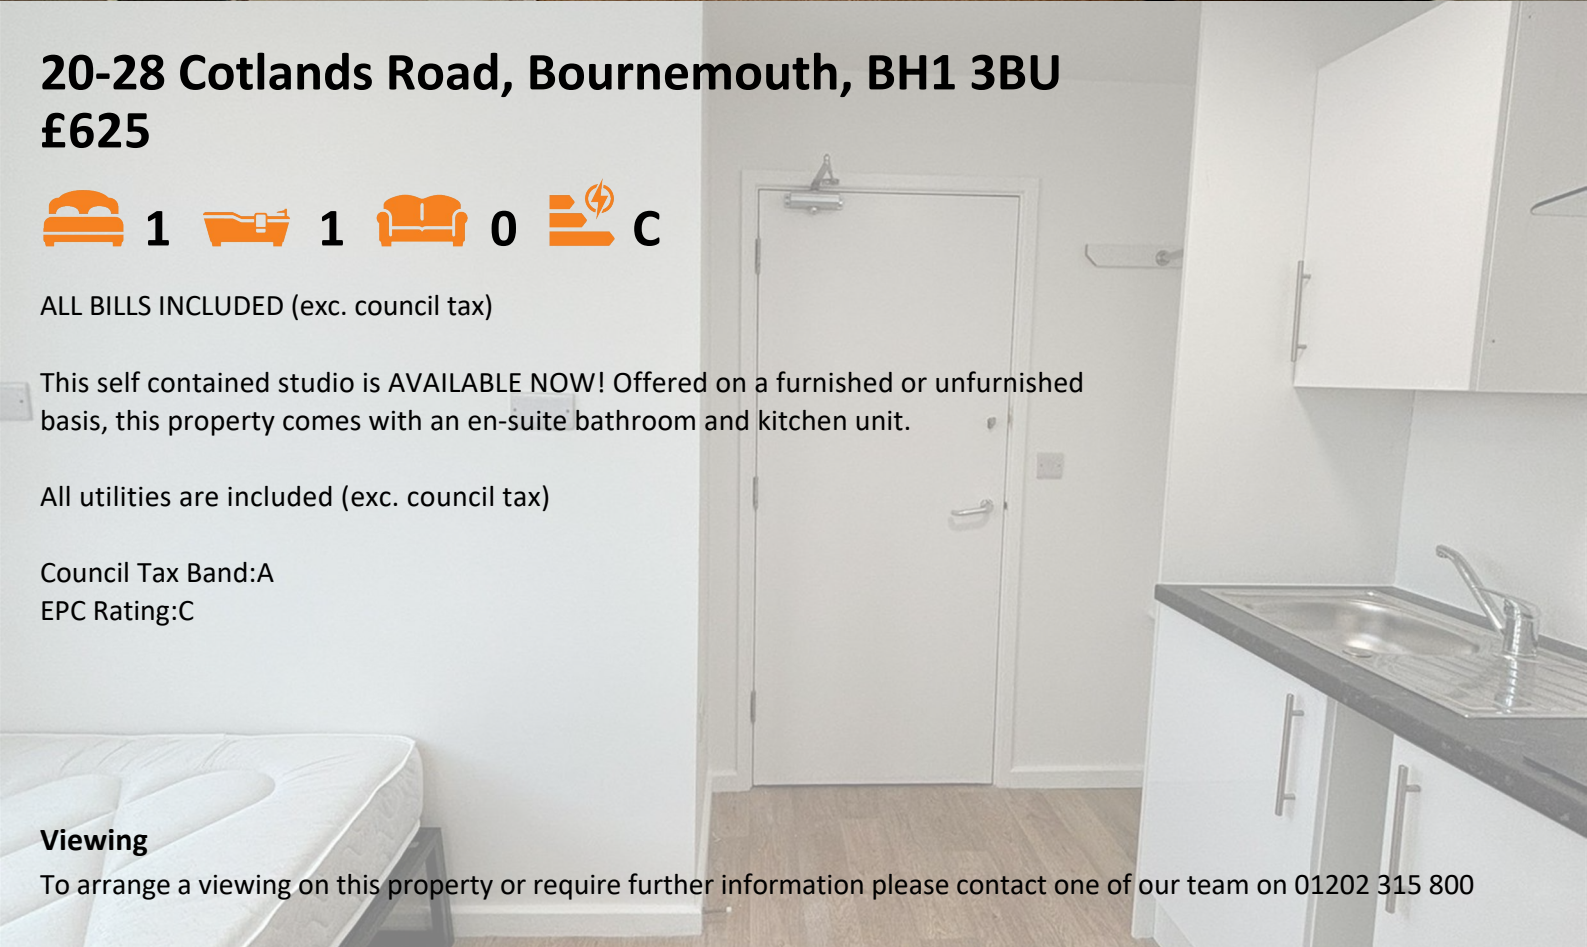 20-28 Cotlands Road, Bournemouth, BH1 3BU
£625
1 1 0 C
ALL BILLS INCLUDED (exc. council tax)
This self contained studio is AVAILABLE NOW! Offered on a furnished or unfurnished
basis, this property comes with an en-suite bathroom and kitchen unit.
All utilities are included (exc. council tax)
Council Tax Band:A
EPC Rating:C
Viewing
To arrange a viewing on this property or require further information please contact one of our team on 01202 315 800